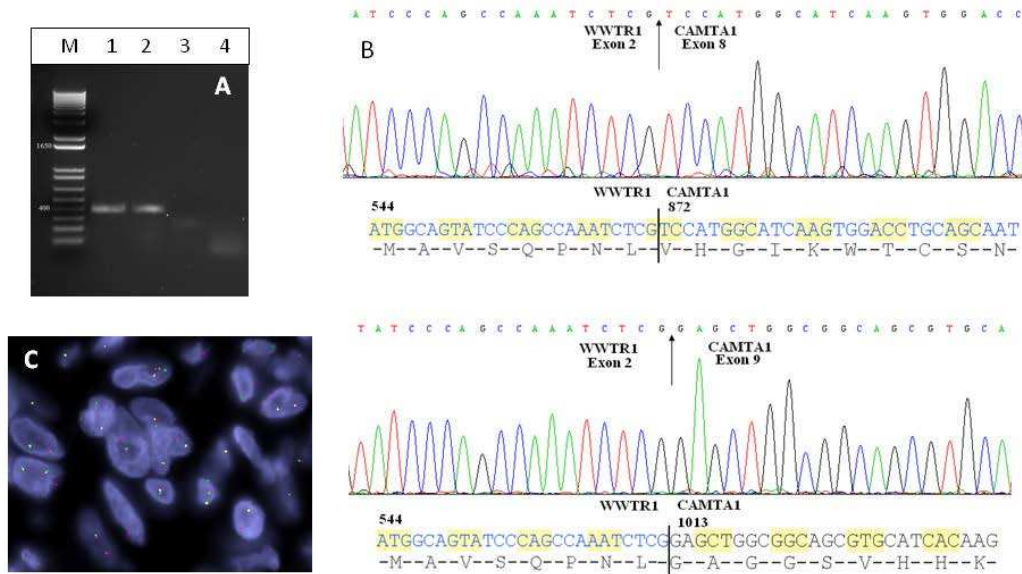 M 1 2 3 4
A
1650
400
B
A T C C C A G C C A A A T C T C G T C C A T G G C A T C A A G T G G A C C
WWTR1 CAMTA1
Exon 2 Exon 8
WWTR1 CAMTA1
544 872
ATGGCAGTATCCCAGCCAAATCTCGTCCATGGCATCAAGTGGACCTGCAGCAAT
—M--A--V--S--Q--P--N--L--V--H--G--I--K--W--T--C--S--N-
C
T A T C C C A G C C A A A T C T C G G A G C T G G C G G C A G C G T G C A
WWTR1 CAMTA1
Exon 2 Exon 9
WWTR1 CAMTA1
544 1013
ATGGCAGTATCCCAGCCAAATCTCGGAGCTGGCGGCAGCGTGCATCACAAG
-M--A--V--S--Q--P--N--L--G--A--G--G--S--V--H--H--K-